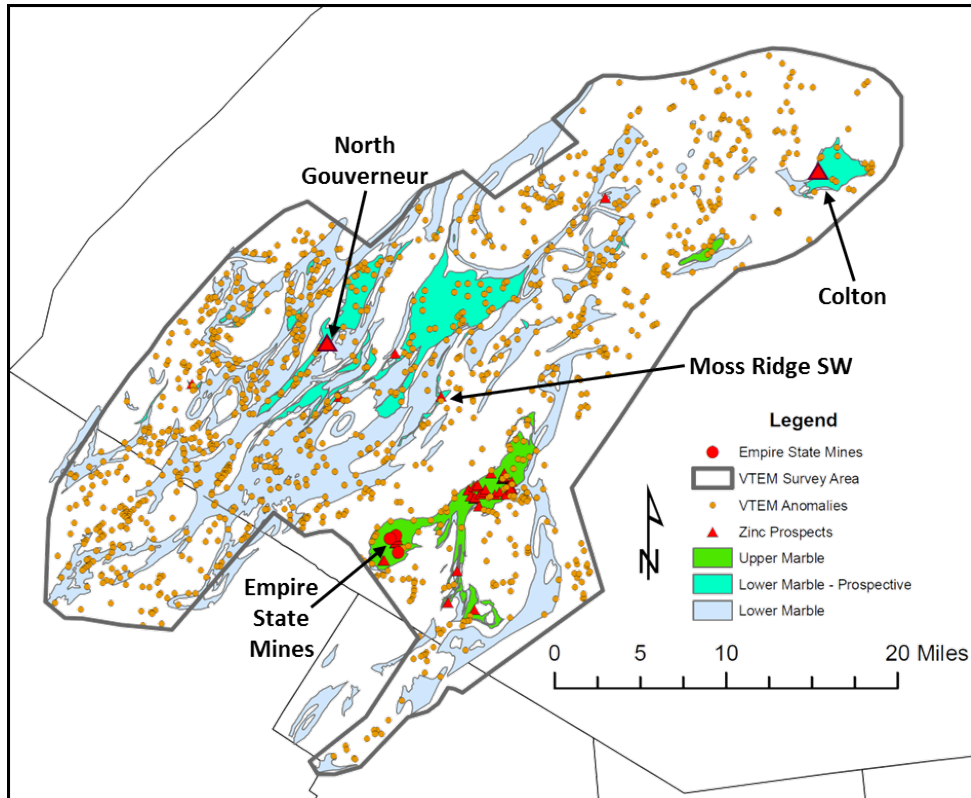 North
Gouverneur
Colton
Moss Ridge SW
Legend
Empire State Mines
VTEM Survey Area
VTEM Anomalies
Zinc Prospects
Upper Marble
Lower Marble - Prospective
Lower Marble
N
Empire
State
Mines
0 5 10 20 Miles